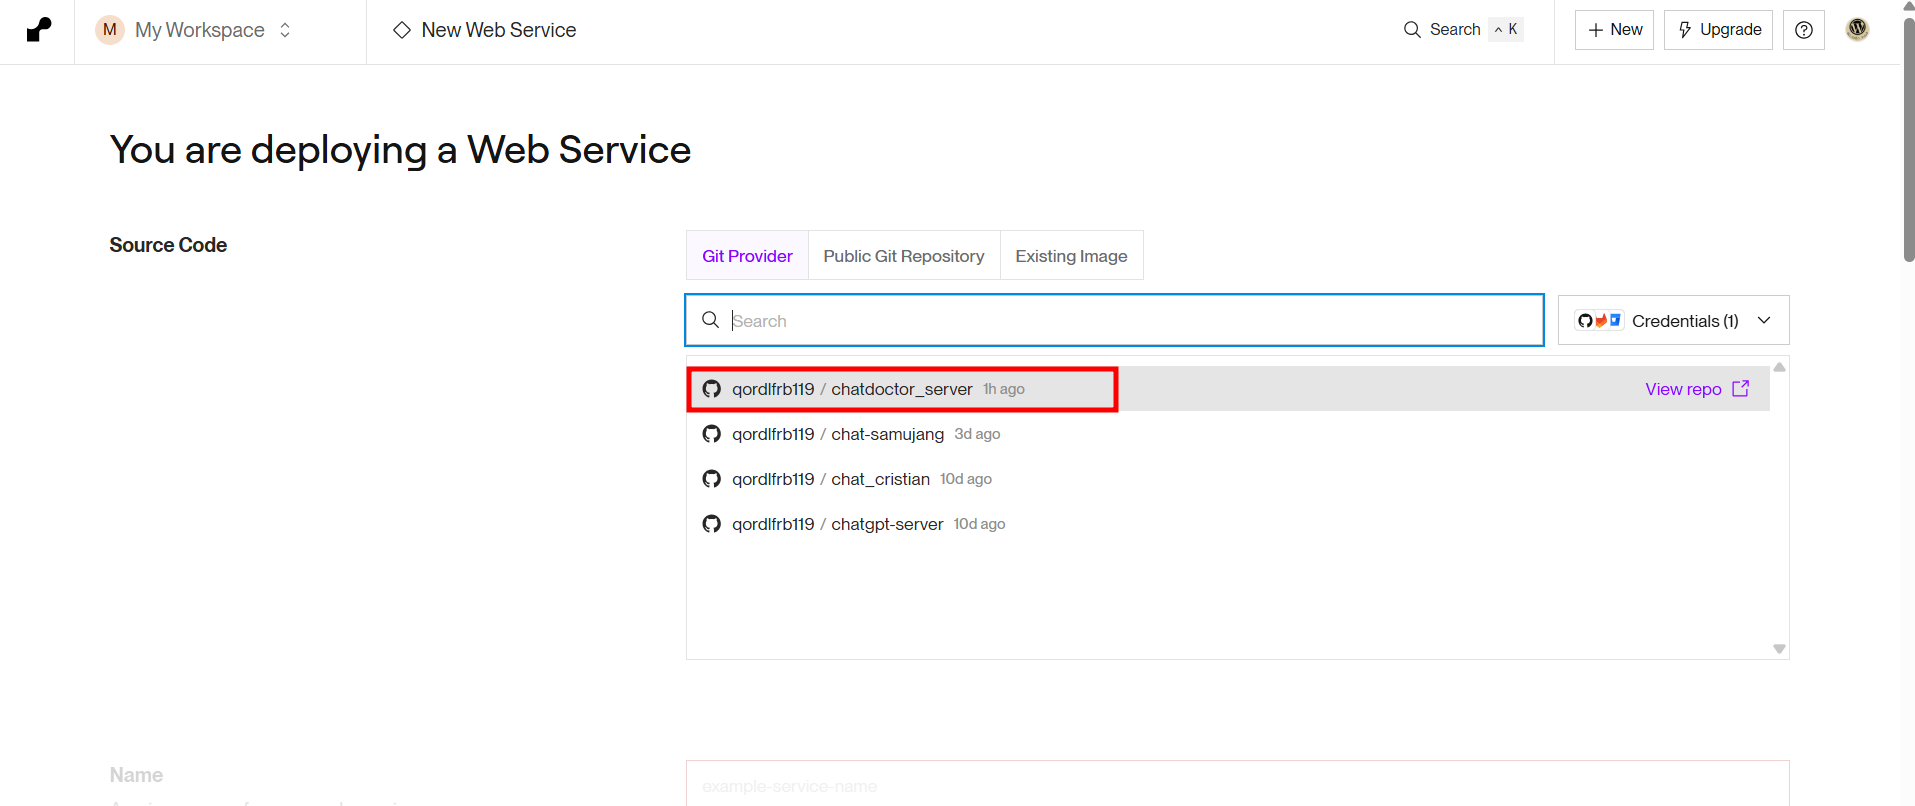 M My Workspace
New Web Service
Search ^ K
+ New
Upgrade
You are deploying a Web Service
Source Code
Git Provider
Public Git Repository
Existing Image
Search
Credentials (1)
qordlfrb119 / chatdoctor_server 1h ago
View repo
qordlfrb119 / chat-samujang 3d ago
qordlfrb119 / chat_cristian 10d ago
qordlfrb119 / chatgpt-server 10d ago
Name
example-service-name